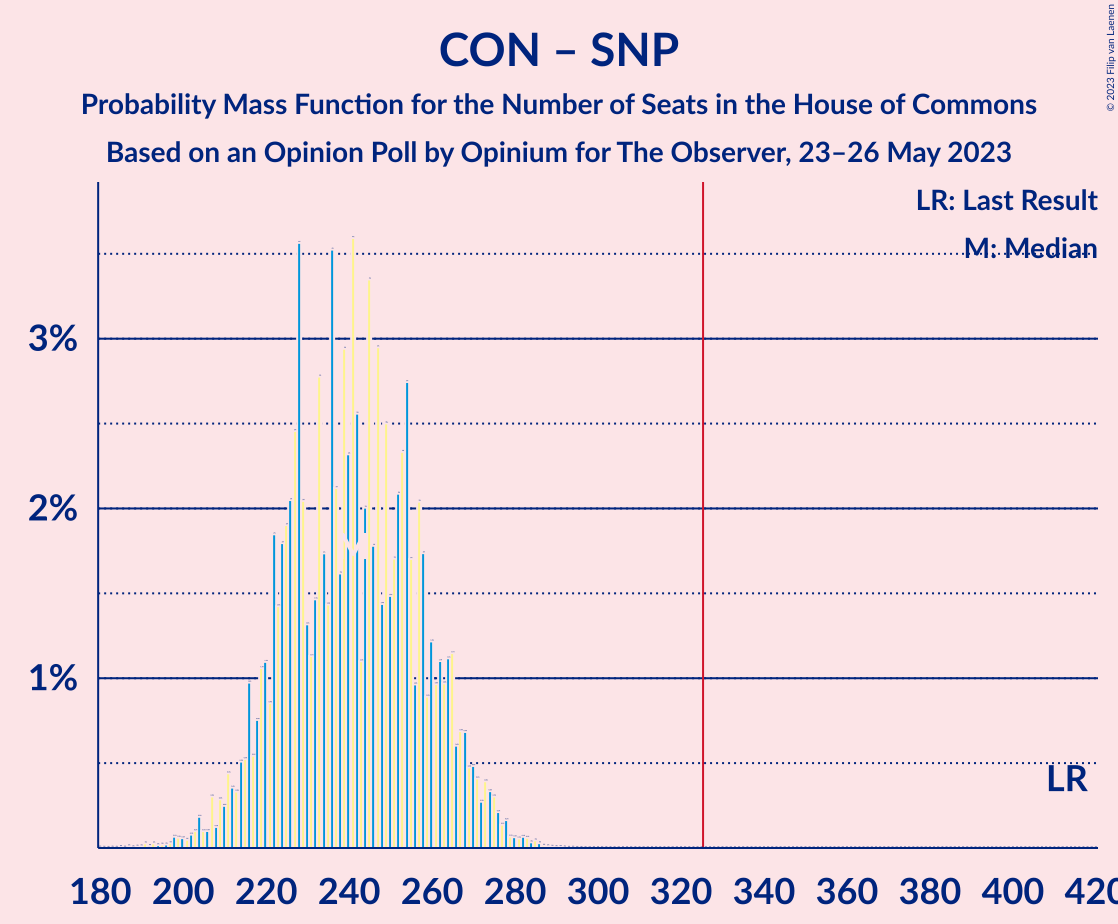 CON – SNP
Probability Mass Function for the Number of Seats in the House of Commons
Based on an Opinion Poll by Opinium for The Observer, 23–26 May 2023
© 2023 Filip van Laenen
LR: Last Result
M: Median
3%
2%
1%
M
LR
180 200 220 240 260 280 300 320 340 360 380 400 420